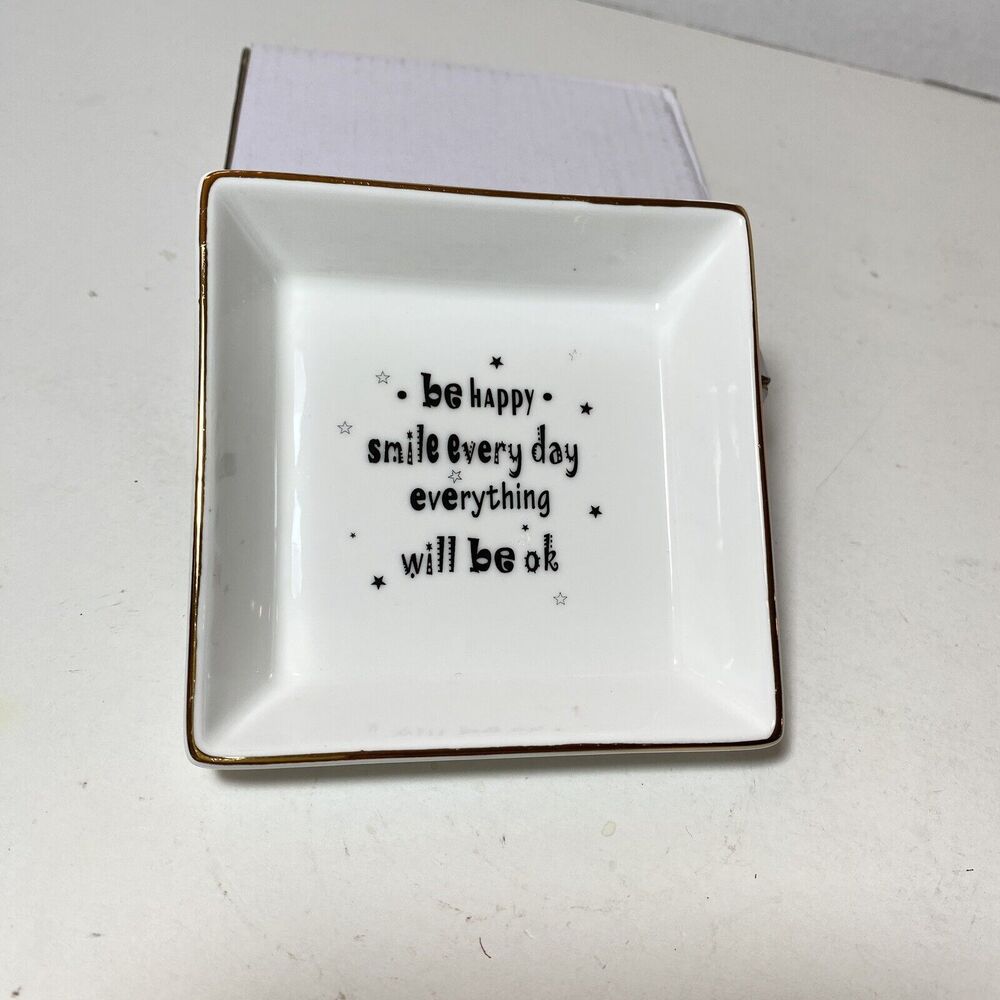 • be HAPPY •
smile every day
everything
will be ok